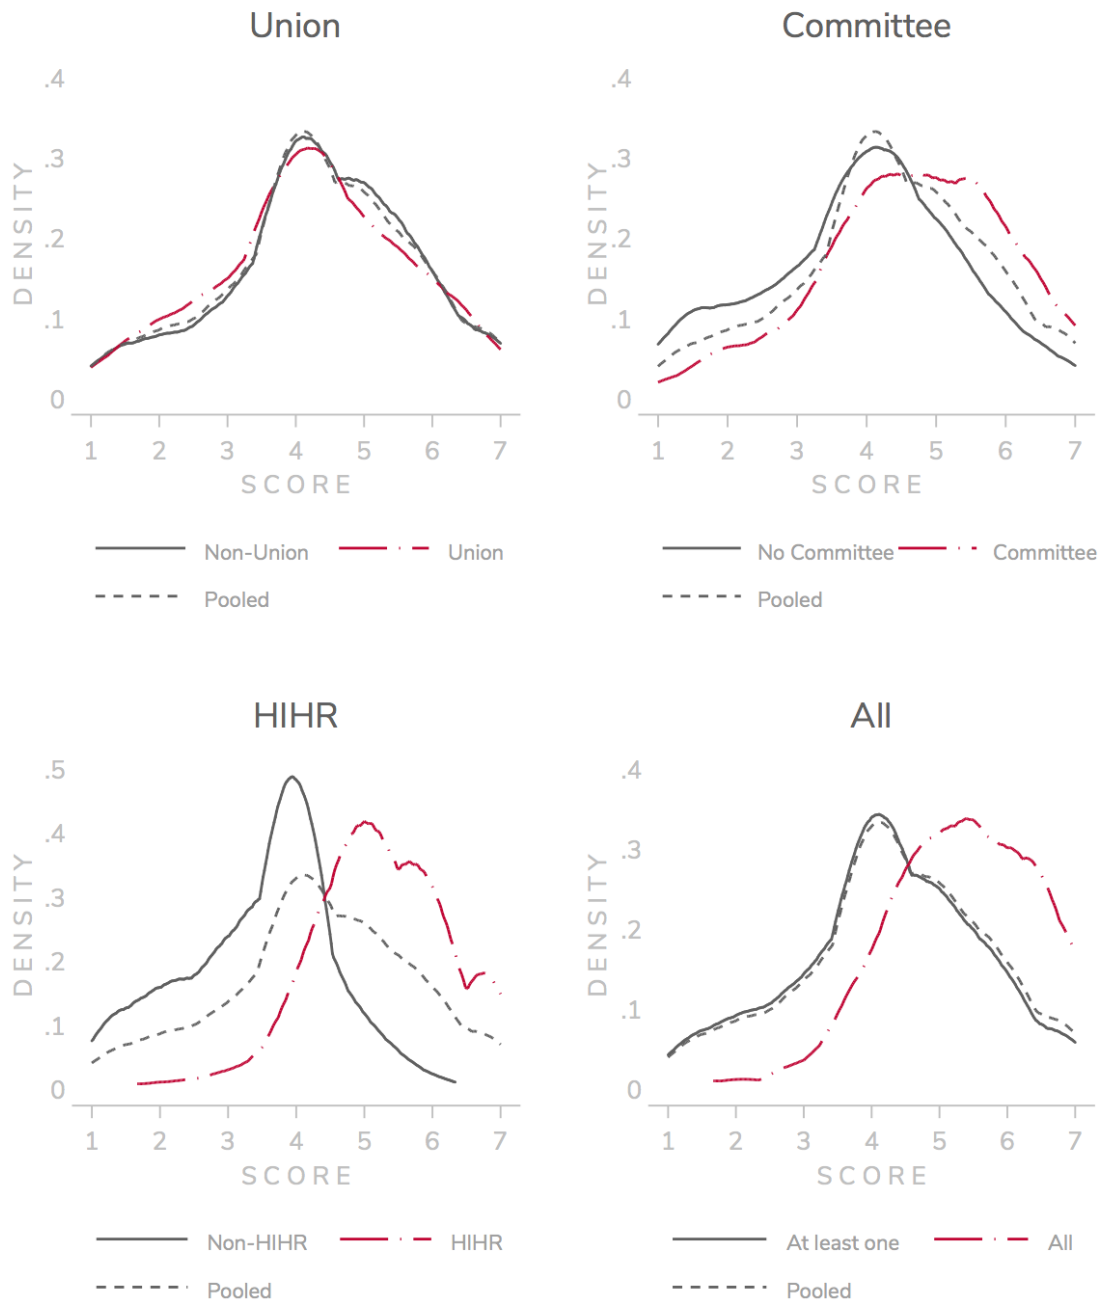 Union
.4
.3
.2
.1
0
DENSITY
1 2 3 4 5 6 7
SCORE
Non-Union Union
Pooled
Committee
.4
.3
.2
.1
0
DENSITY
1 2 3 4 5 6 7
SCORE
No Committee Committee
Pooled
HIHR
.5
.4
.3
.2
.1
0
DENSITY
1 2 3 4 5 6 7
SCORE
Non-HIHR HIHR
Pooled
All
.4
.3
.2
.1
0
DENSITY
1 2 3 4 5 6 7
SCORE
At least one All
Pooled